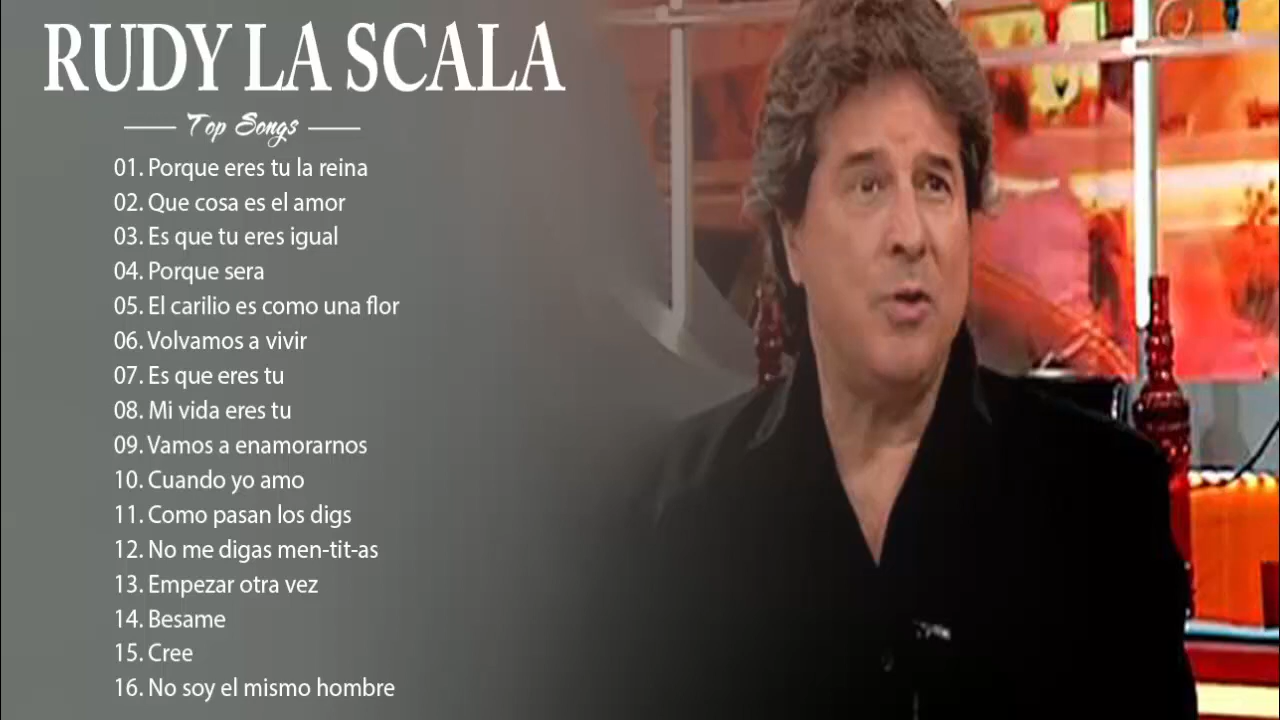 RUDY LA SCALA
Top Songs
01. Porque eres tu la reina
02. Que cosa es el amor
03. Es que tu eres igual
04. Porque sera
05. El carilio es como una flor
06. Volvamos a vivir
07. Es que eres tu
08. Mi vida eres tu
09. Vamos a enamorarnos
10. Cuando yo amo
11. Como pasan los digs
12. No me digas men-tit-as
13. Empezar otra vez
14. Besame
15. Cree
16. No soy el mismo hombre